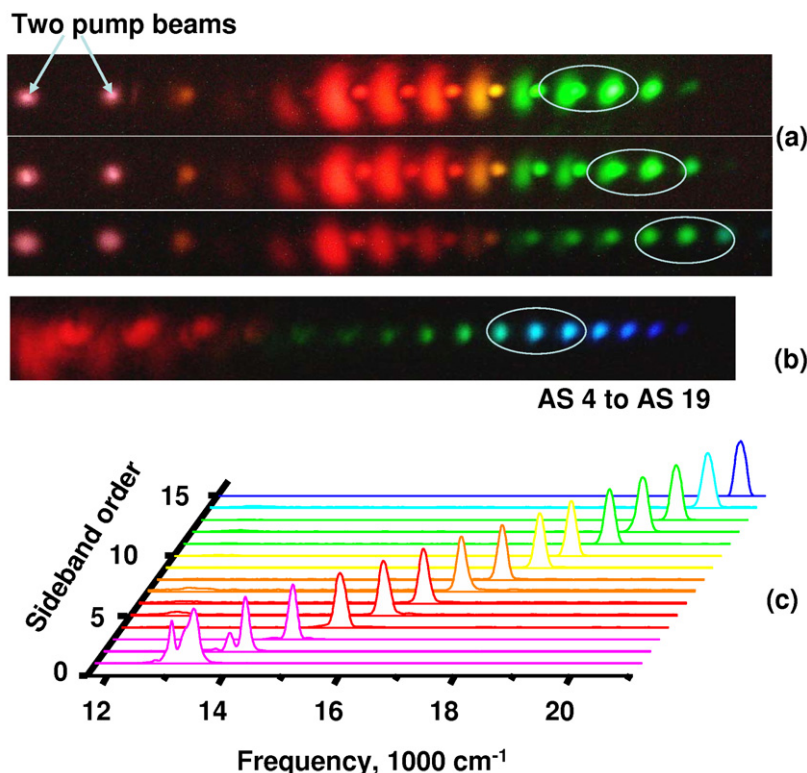 Two pump beams
(a)
(b)
AS 4 to AS 19
Sideband order
15
10
5
0
(c)
12 14 16 18 20
Frequency, 1000 cm⁻¹